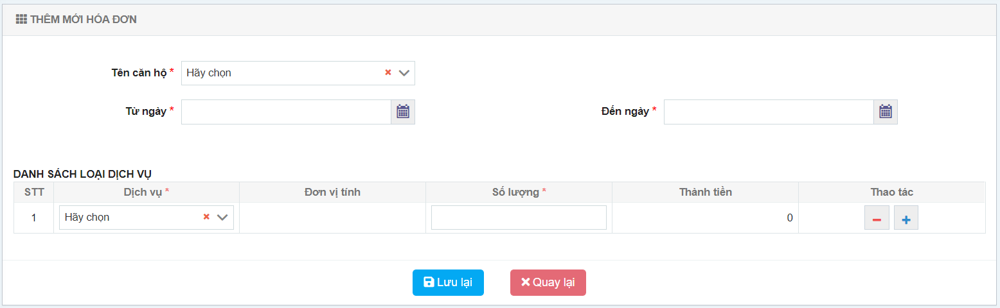 THÊM MỚI HÓA ĐƠN
Tên căn hộ * Hãy chọn
Từ ngày * Đến ngày *
DANH SÁCH LOẠI DỊCH VỤ
STT Dịch vụ * Đơn vị tính Số lượng * Thành tiền Thao tác
1 Hãy chọn 0
Lưu lại Quay lại